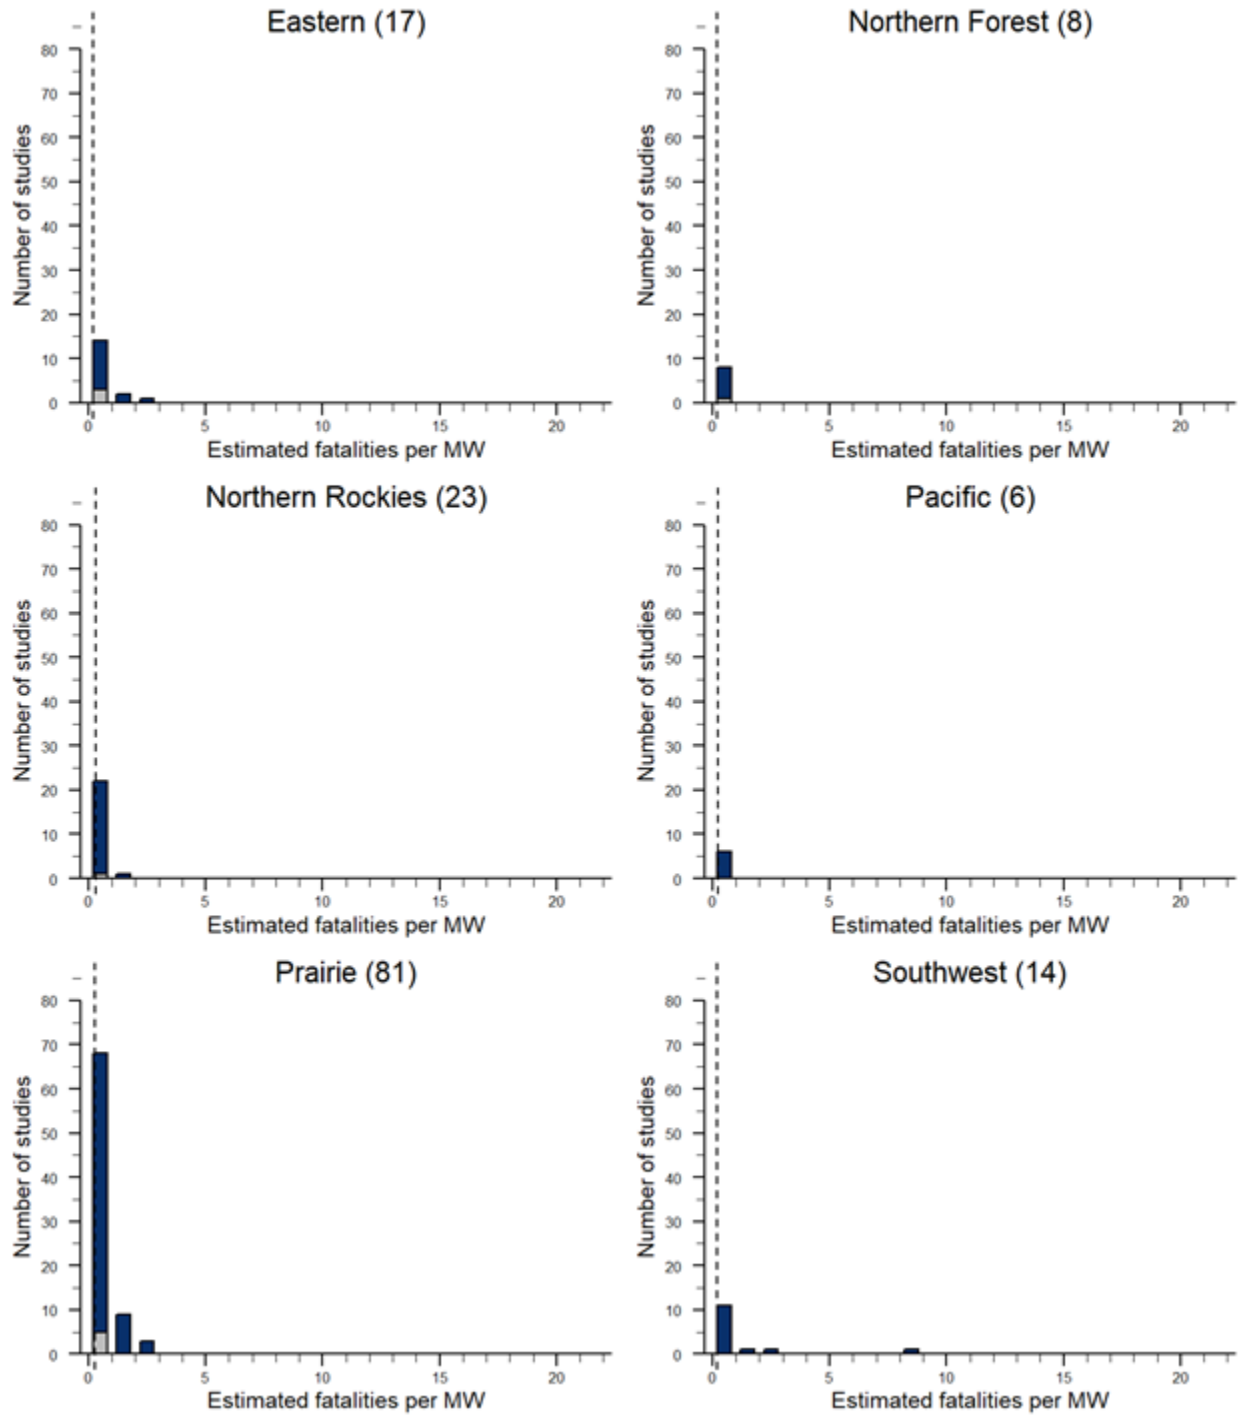 Eastern (17)
Number of studies
80
70
60
50
40
30
20
10
0
0 5 10 15 20
Estimated fatalities per MW
Northern Forest (8)
Number of studies
80
70
60
50
40
30
20
10
0
0 5 10 15 20
Estimated fatalities per MW
Northern Rockies (23)
Number of studies
80
70
60
50
40
30
20
10
0
0 5 10 15 20
Estimated fatalities per MW
Pacific (6)
Number of studies
80
70
60
50
40
30
20
10
0
0 5 10 15 20
Estimated fatalities per MW
Prairie (81)
Number of studies
80
70
60
50
40
30
20
10
0
0 5 10 15 20
Estimated fatalities per MW
Southwest (14)
Number of studies
80
70
60
50
40
30
20
10
0
0 5 10 15 20
Estimated fatalities per MW